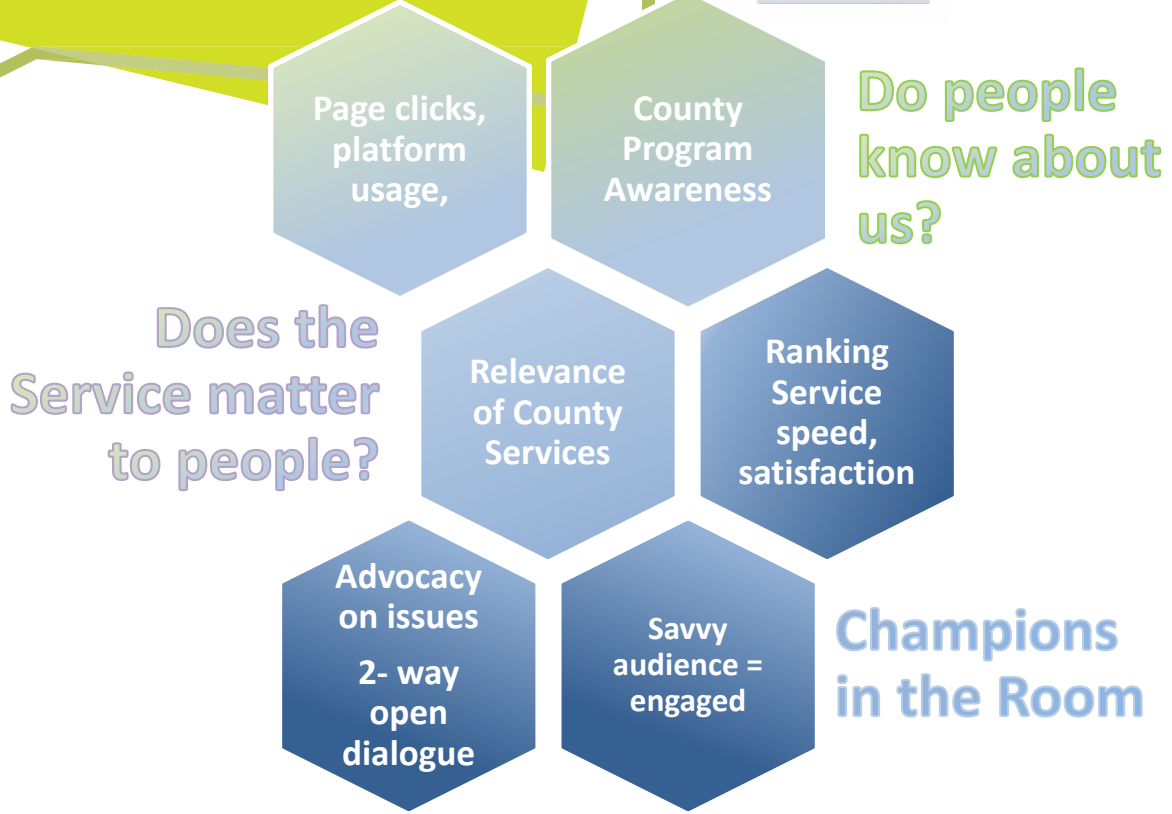 Page clicks,
platform
usage,
County
Program
Awareness
Do people
know about
us?
Does the
Service matter
to people?
Relevance
of County
Services
Ranking
Service
speed,
satisfaction
Advocacy
on issues
2- way
open
dialogue
Savvy
audience =
engaged
Champions
in the Room